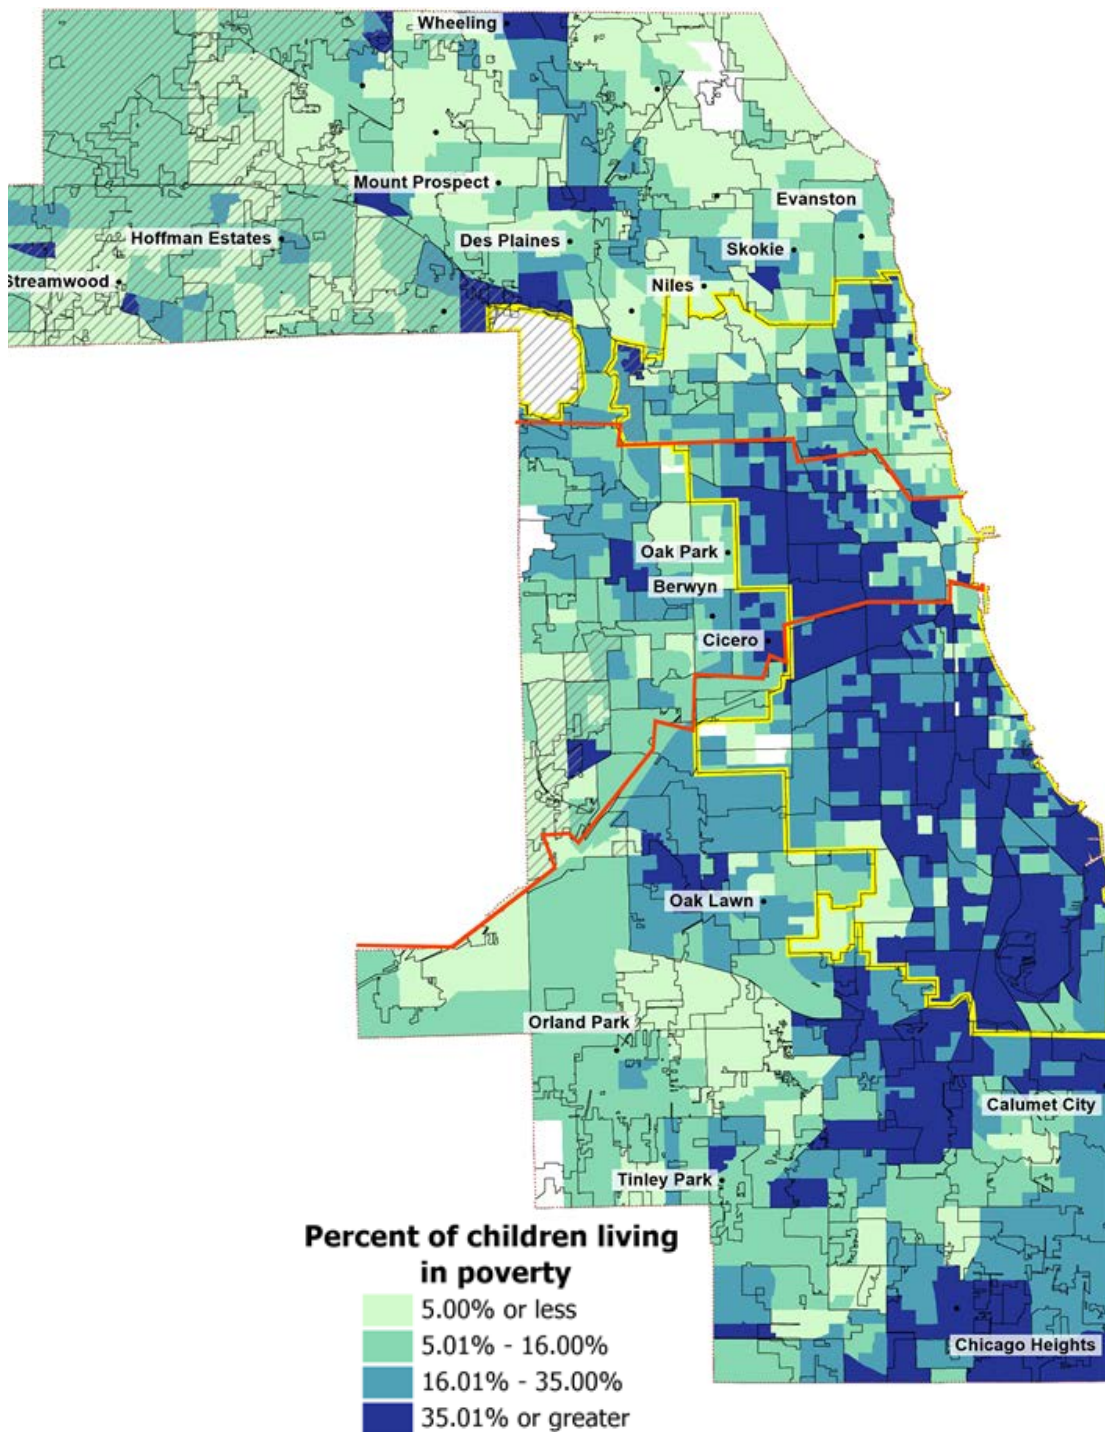 Wheeling
Mount Prospect
Evanston
Hoffman Estates
Des Plaines
Skokie
Streamwood
Niles
Oak Park
Berwyn
Cicero
Oak Lawn
Orland Park
Calumet City
Tinley Park
Percent of children living
in poverty
5.00% or less
5.01% - 16.00%
16.01% - 35.00%
35.01% or greater
Chicago Heights